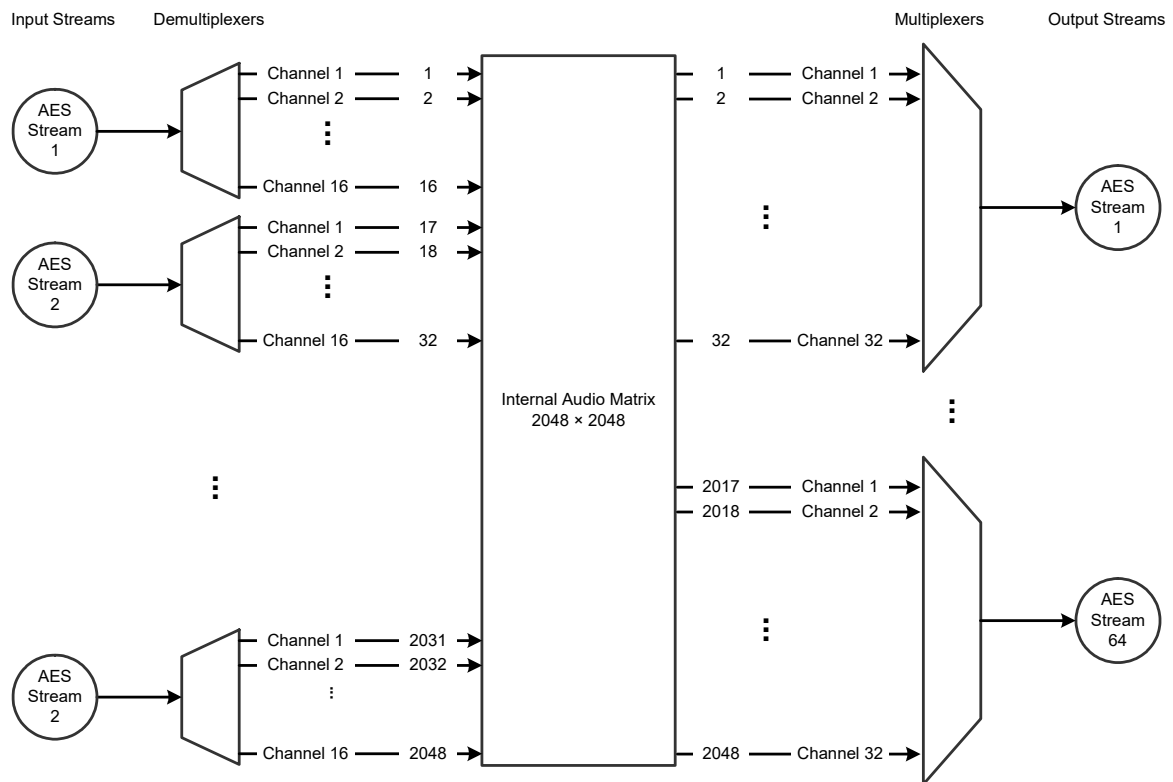 Input Streams
Demultiplexers
Multiplexers
Output Streams
AES
Stream
1
Channel 1
1
Channel 2
2
Channel 16
16
AES
Stream
2
Channel 1
17
Channel 2
18
Channel 16
32
AES
Stream
2
Channel 1
2031
Channel 2
2032
Channel 16
2048
Internal Audio Matrix
2048 × 2048
1
Channel 1
2
Channel 2
32
Channel 32
AES
Stream
1
2017
Channel 1
2018
Channel 2
2048
Channel 32
AES
Stream
64